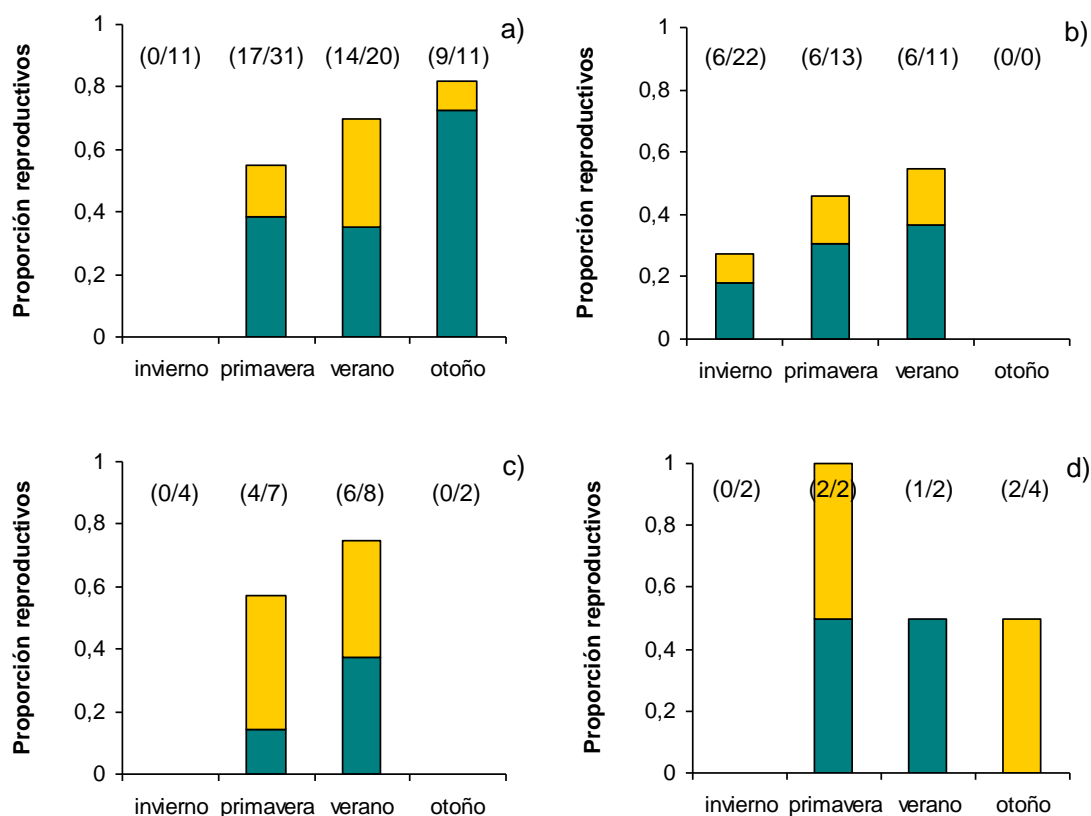 a)
(0/11) (17/31) (14/20) (9/11)
Proporción reproductivos
1
0,8
0,6
0,4
0,2
0
invierno primavera verano otoño
b)
(6/22) (6/13) (6/11) (0/0)
Proporción reproductivos
1
0,8
0,6
0,4
0,2
0
invierno primavera verano otoño
c)
(0/4) (4/7) (6/8) (0/2)
Proporción reproductivos
1
0,8
0,6
0,4
0,2
0
invierno primavera verano otoño
d)
(0/2) (2/2) (1/2) (2/4)
Proporción reproductivos
1
0,8
0,6
0,4
0,2
0
invierno primavera verano otoño